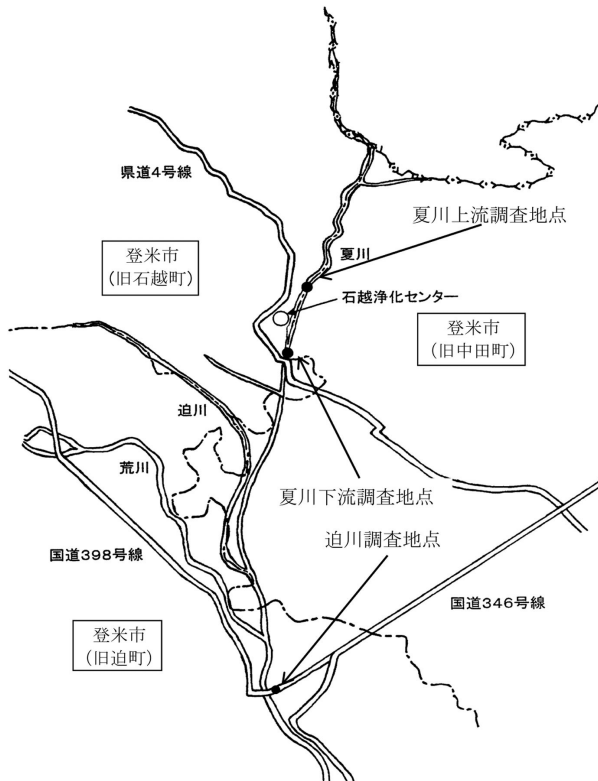 県道4号線
夏川上流調査地点
夏川
登米市
(旧石越町)
石越浄化センター
登米市
(旧中田町)
迫川
荒川
夏川下流調査地点
迫川調査地点
国道398号線
国道346号線
登米市
(旧迫町)